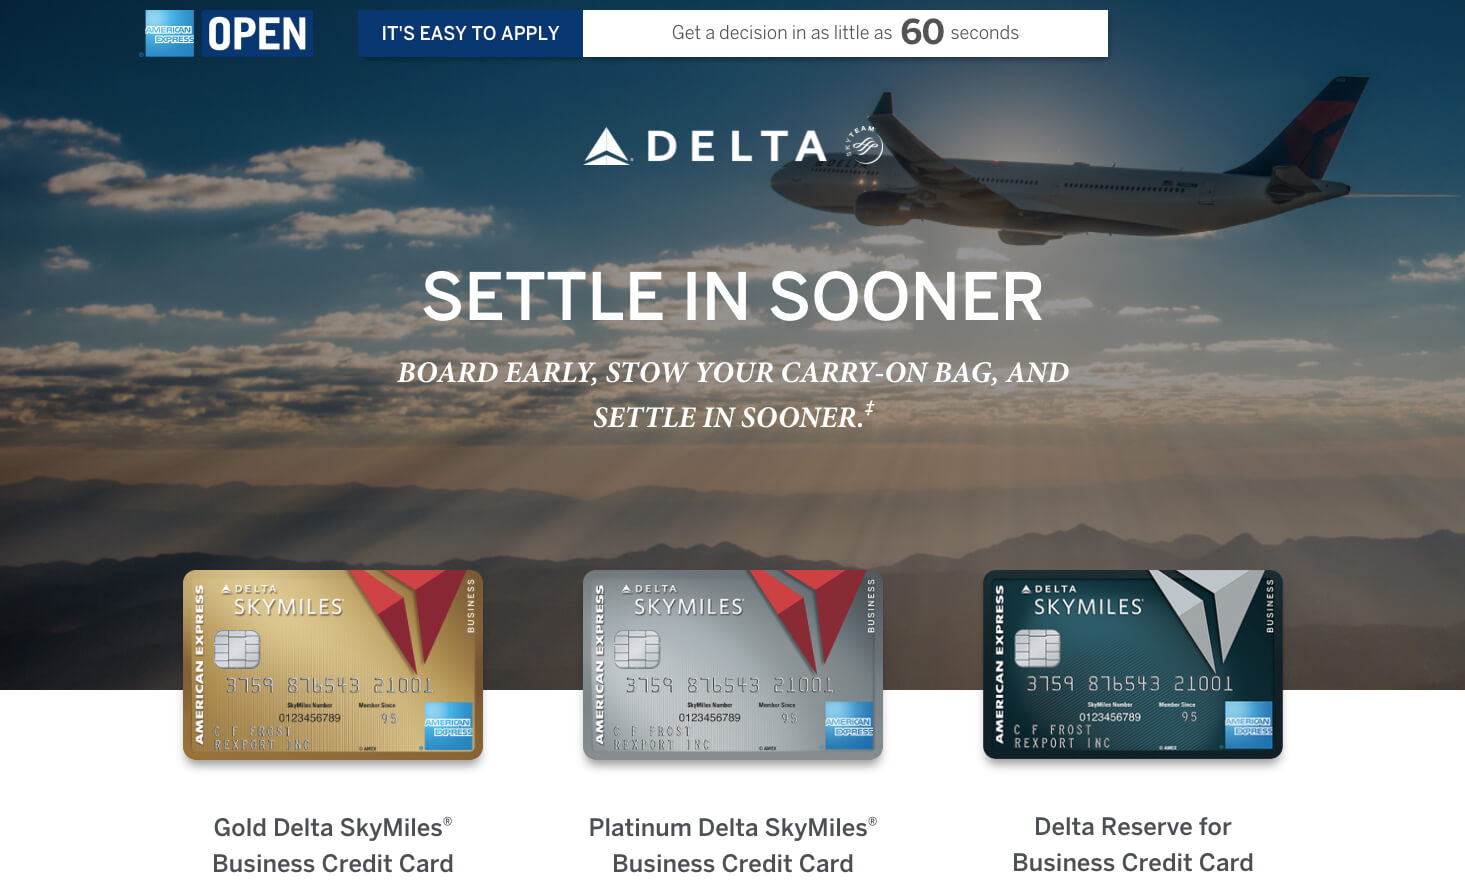 AMERICAN EXPRESS
OPEN
IT'S EASY TO APPLY
Get a decision in as little as 60 seconds
DELTA
SKYTEAM
DELTA
SETTLE IN SOONER
BOARD EARLY, STOW YOUR CARRY-ON BAG, AND
SETTLE IN SOONER.‡
AMERICAN EXPRESS
DELTA
SKYMILES®
BUSINESS
3759 876543 21001
SkyMiles Number Member Since
0123456789 95
C F FROST
REXPORT INC
© AMEX
AMERICAN EXPRESS
AMERICAN EXPRESS
DELTA
SKYMILES®
BUSINESS
3759 876543 21001
SkyMiles Number Member Since
0123456789 95
C F FROST
REXPORT INC
© AMEX
AMERICAN EXPRESS
AMERICAN EXPRESS
DELTA
SKYMILES®
BUSINESS
3759 876543 21001
SkyMiles Number Member Since
0123456789 95
C F FROST
REXPORT INC
© AMEX
AMERICAN EXPRESS
Gold Delta SkyMiles®
Business Credit Card
Platinum Delta SkyMiles®
Business Credit Card
Delta Reserve for
Business Credit Card